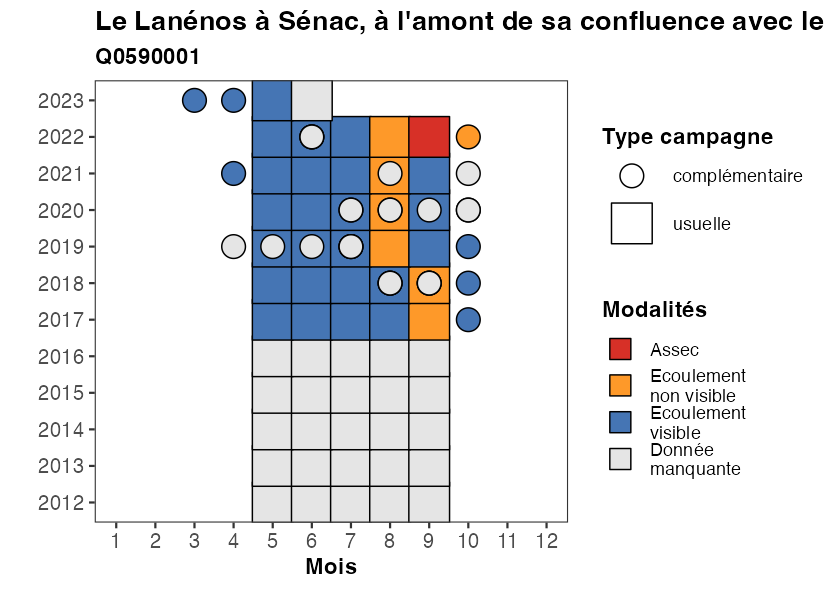 Le Lanénos à Sénac, à l'amont de sa confluence avec le
Q0590001
2023
2022
2021
2020
2019
2018
2017
2016
2015
2014
2013
2012
1 2 3 4 5 6 7 8 9 10 11 12
Mois
Type campagne
complémentaire
usuelle
Modalités
Assec
Ecoulement
non visible
Ecoulement
visible
Donnée
manquante